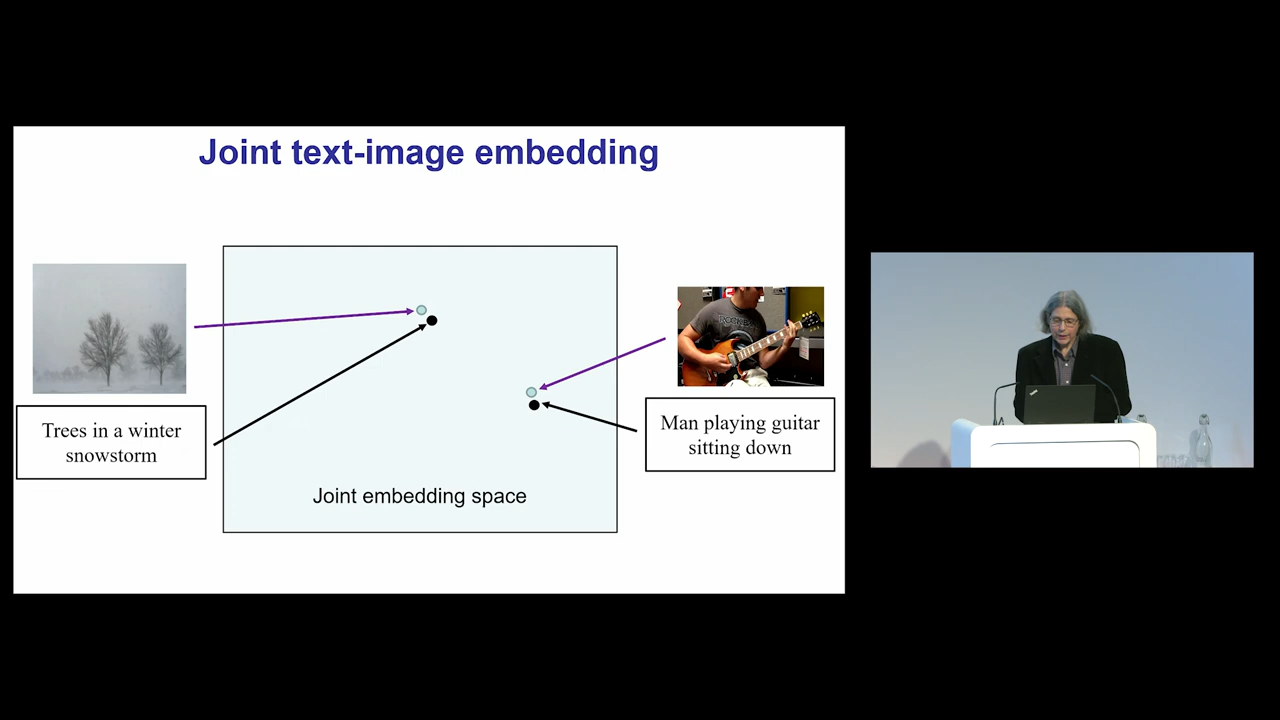 Joint text-image embedding
Trees in a winter
snowstorm
Man playing guitar
sitting down
Joint embedding space